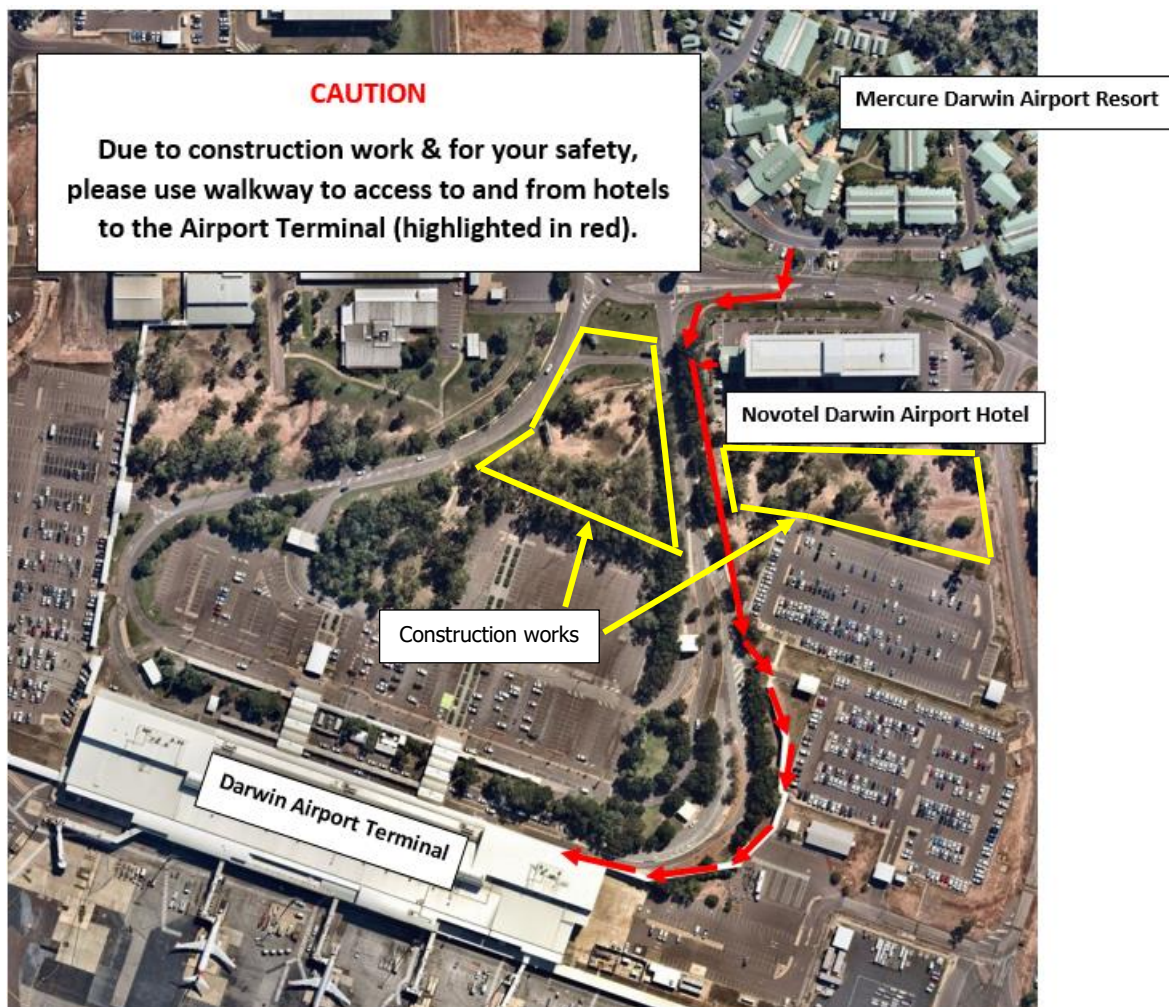 CAUTION
Due to construction work & for your safety,
please use walkway to access to and from hotels
to the Airport Terminal (highlighted in red).
Mercure Darwin Airport Resort
Novotel Darwin Airport Hotel
Construction works
Darwin Airport Terminal